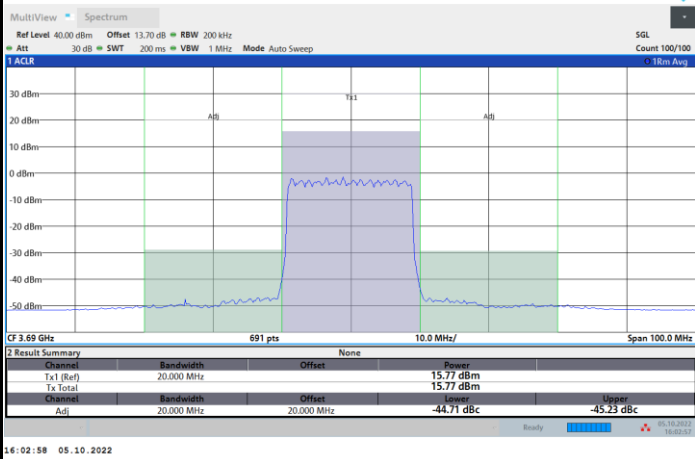 MultiView Spectrum
Ref Level 40.00 dBm Offset 13.70 dB RBW 200 kHz SGL
Att 30 dB SWT 200 ms VBW 1 MHz Mode Auto Sweep Count 100/100
1 ACLR 1Rm Avg
30 dBm
Tx1
20 dBm
Adj Adj
10 dBm
0 dBm
-10 dBm
-20 dBm
-30 dBm
-40 dBm
-50 dBm
CF 3.69 GHz 691 pts 10.0 MHz/ Span 100.0 MHz
2 Result Summary None
Channel Bandwidth Offset Power
Tx1 (Ref) 20.000 MHz 15.77 dBm
Tx Total 15.77 dBm
Channel Bandwidth Offset Lower Upper
Adj 20.000 MHz 20.000 MHz -44.71 dBc -45.23 dBc
Ready 05.10.2022
16:02:57
16:02:58 05.10.2022